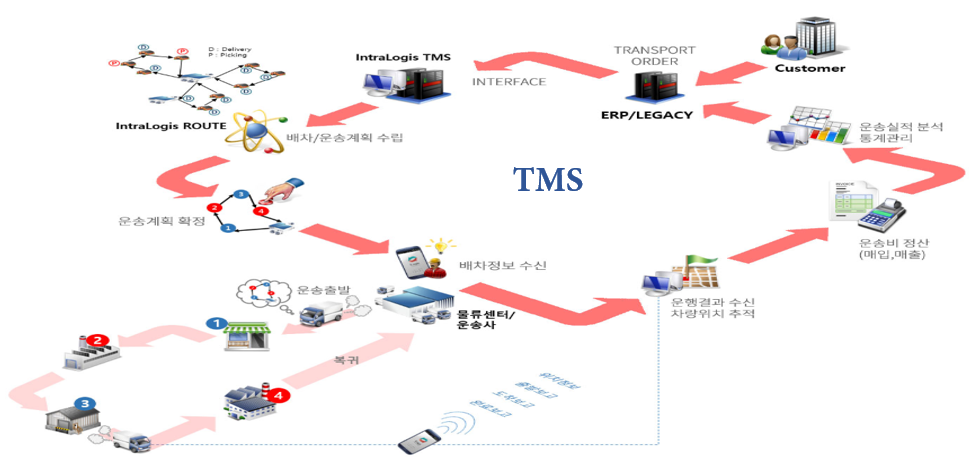 D : Delivery
P : Picking
D
D
P
P
D
D
D
D
D
D
IntraLogis ROUTE
IntraLogis TMS
INTERFACE
TRANSPORT
ORDER
ERP/LEGACY
Customer
배차/운송계획 수립
운송실적 분석
통계관리
TMS
3
2
4
1
운송계획 확정
운송비 정산
(매입,매출)
배차정보 수신
운송출발
물류센터/
운송사
운행결과 수신
차량위치 추적
1
2
복귀
4
3
위치정보
출발보고
도착보고
완료보고